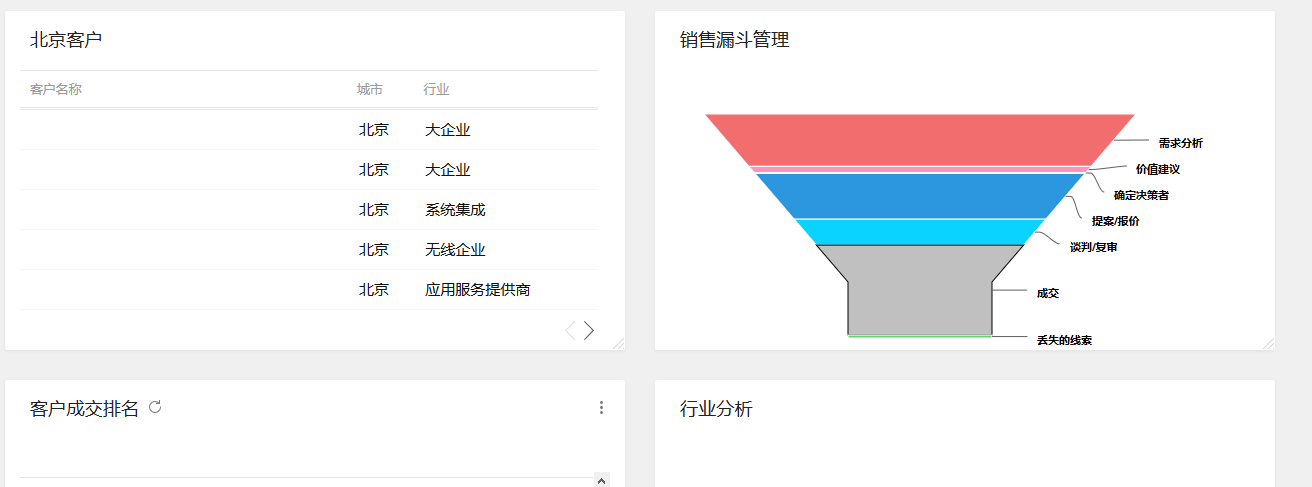 北京客户
客户名称 城市 行业
北京 大企业
北京 大企业
北京 系统集成
北京 无线企业
北京 应用服务提供商
销售漏斗管理
需求分析
价值建议
确定决策者
提案/报价
谈判/复审
成交
丢失的线索
客户成交排名
行业分析